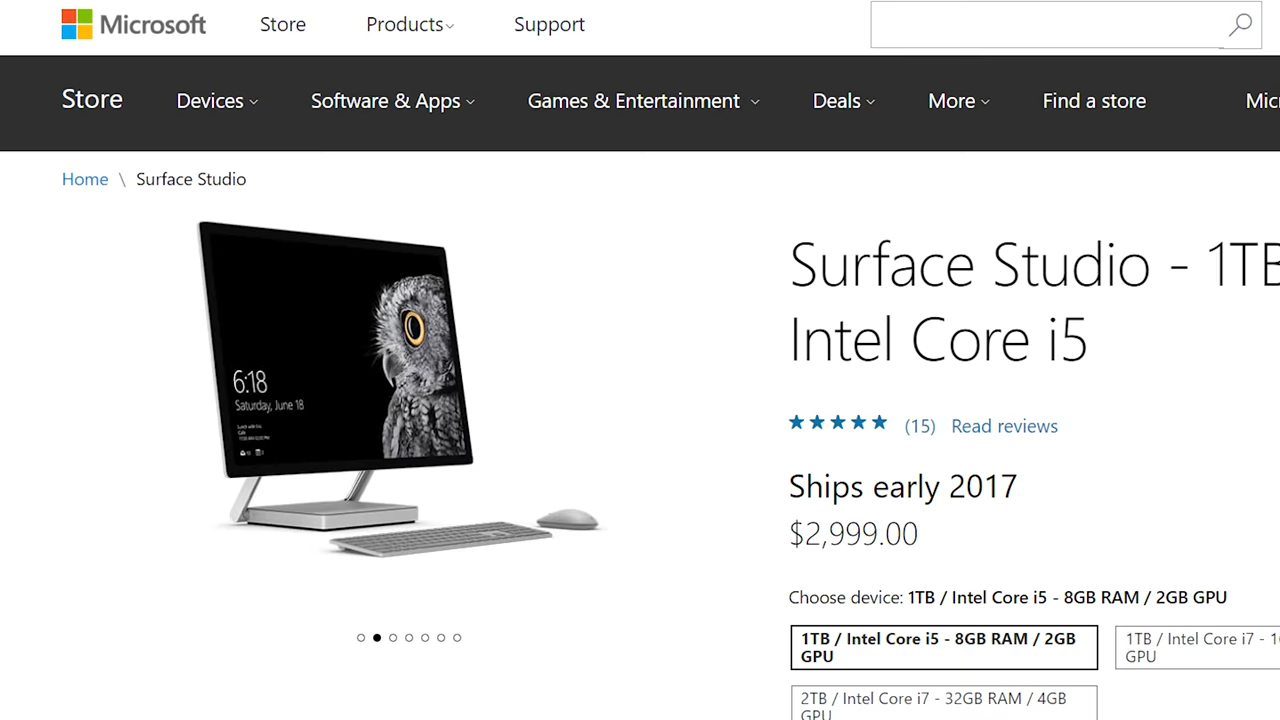 Microsoft Store Products Support
Store Devices Software & Apps Games & Entertainment Deals More Find a store
Home \ Surface Studio
6:18
Saturday, June 18
Surface Studio - 1TB
Intel Core i5
(15) Read reviews
Ships early 2017
$2,999.00
Choose device: 1TB / Intel Core i5 - 8GB RAM / 2GB GPU
1TB / Intel Core i5 - 8GB RAM / 2GB
GPU
1TB / Intel Core i7 -
GPU
2TB / Intel Core i7 - 32GB RAM / 4GB
GPU